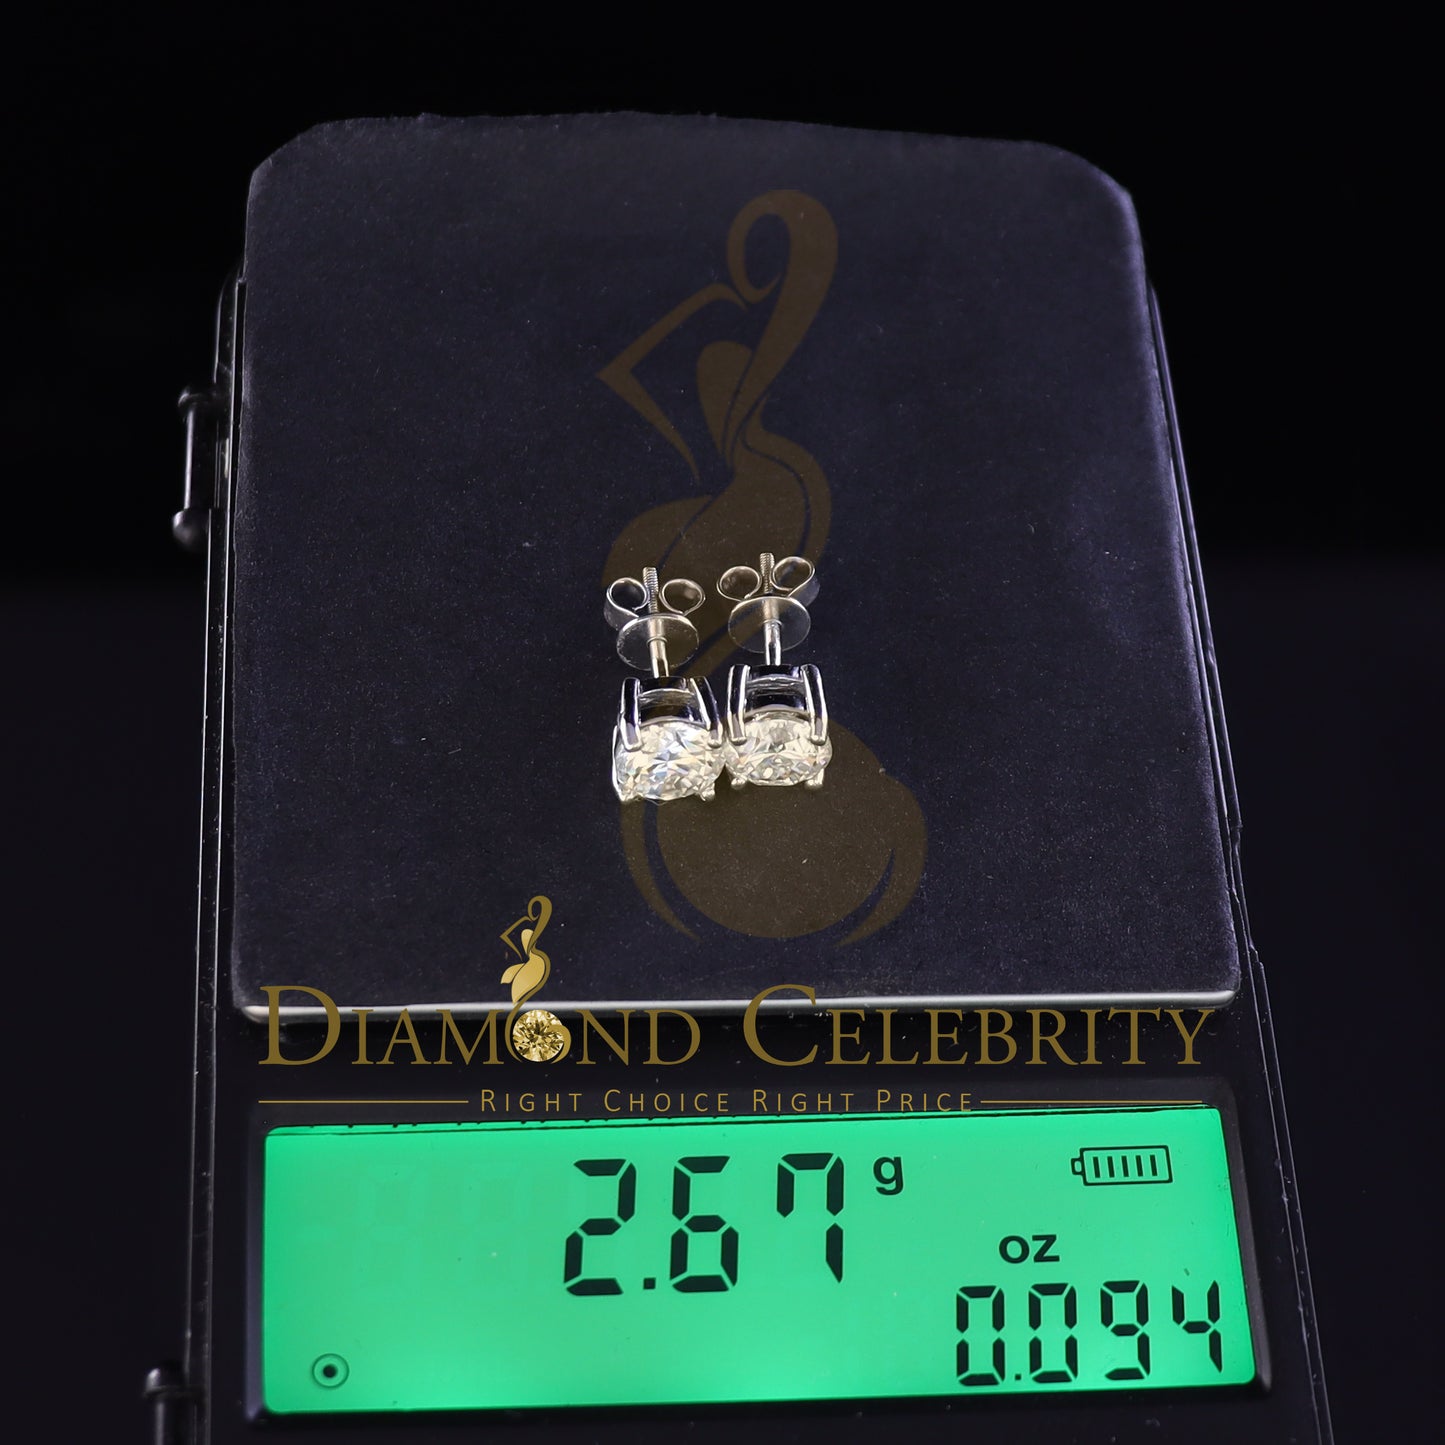 DIAMOND CELEBRITY
RIGHT CHOICE RIGHT PRICE
2.67 g
oz
0.094